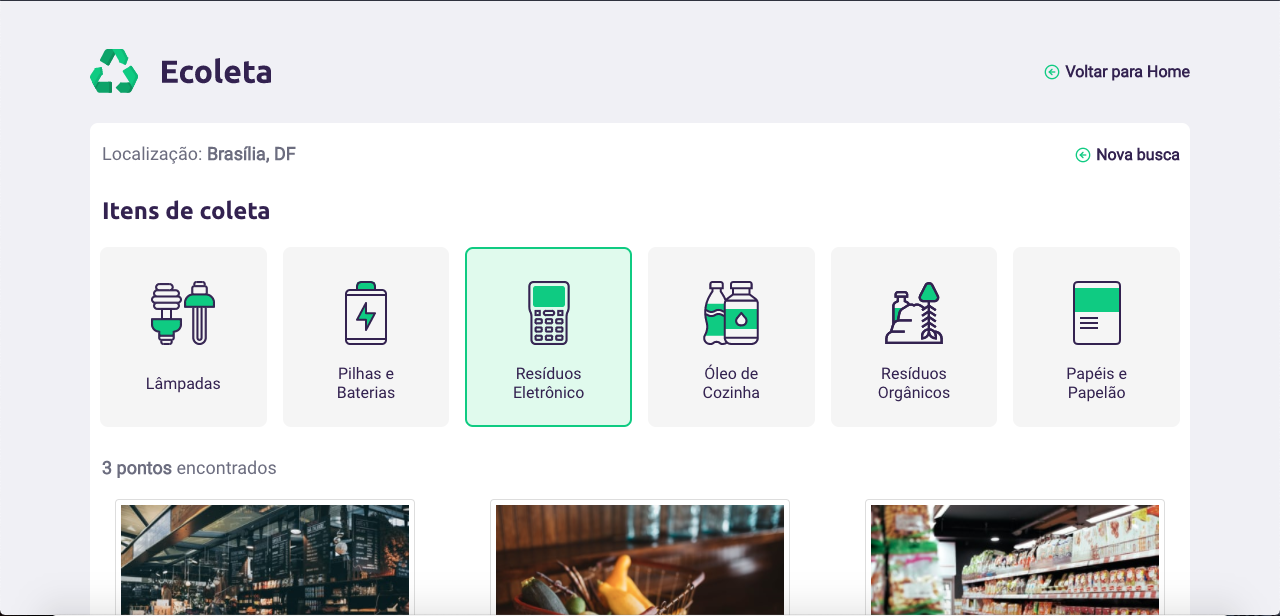 Ecoleta
Voltar para Home
Localização: Brasília, DF
Nova busca
Itens de coleta
Lâmpadas
Pilhas e
Baterias
Resíduos
Eletrônico
Óleo de
Cozinha
Resíduos
Orgânicos
Papéis e
Papelão
3 pontos encontrados